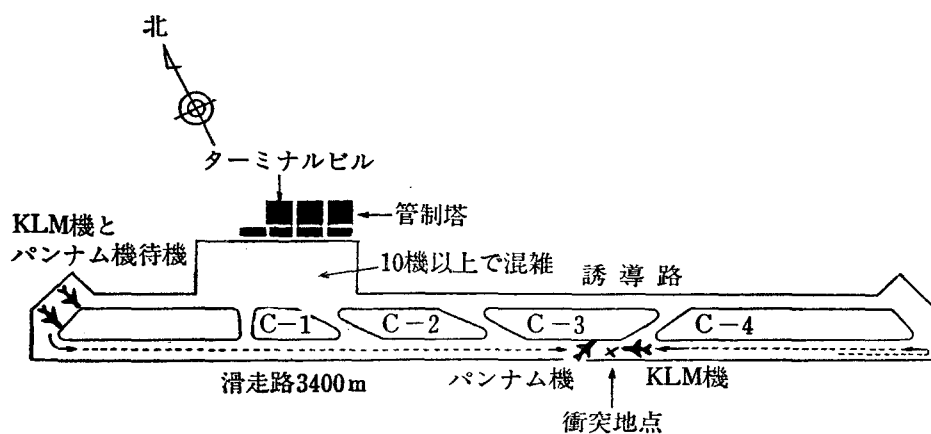 北
ターミナルビル
管制塔
KLM機と
パンナム機待機
10機以上で混雑
誘導路
C-1
C-2
C-3
C-4
パンナム機
KLM機
滑走路3400m
衝突地点